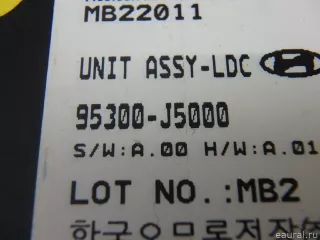 MB22011
UNIT ASSY-LDC
95300-J5000
S/W:A.00 H/W:A.01
LOT NO.:MB2
© eaural.ru